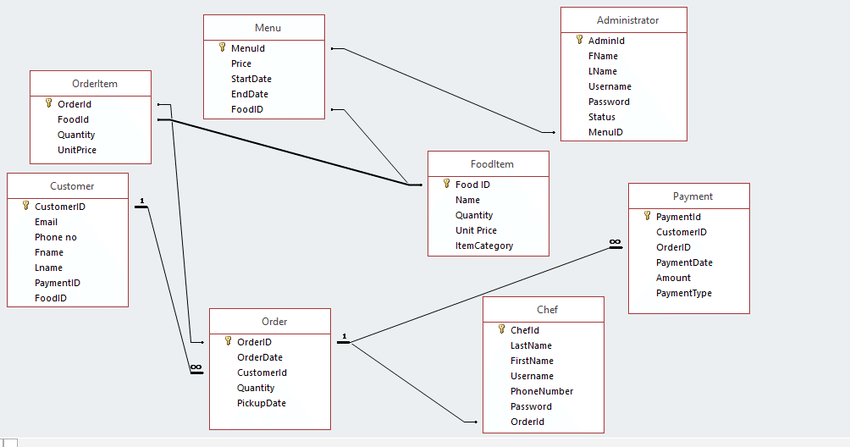 Menu
MenuId
Price
StartDate
EndDate
FoodID
Administrator
AdminId
FName
LName
Username
Password
Status
MenuID
OrderItem
OrderId
FoodId
Quantity
UnitPrice
FoodItem
Food ID
Name
Quantity
Unit Price
ItemCategory
Customer
CustomerID
Email
Phone no
Fname
Lname
PaymentID
FoodID
Payment
PaymentId
CustomerID
OrderID
PaymentDate
Amount
PaymentType
Order
OrderID
OrderDate
CustomerId
Quantity
PickupDate
Chef
ChefId
LastName
FirstName
Username
PhoneNumber
Password
OrderId
1
∞
1
∞